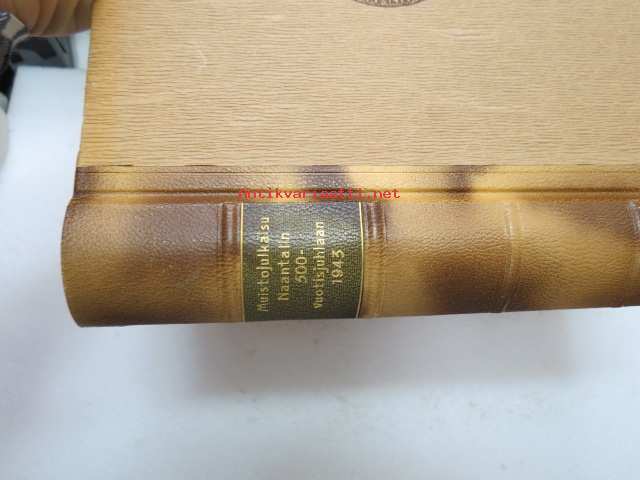 Antikvariaatti.net
Muistojulkaisu
Naantalin
500-
vuotisjuhlaan
1943